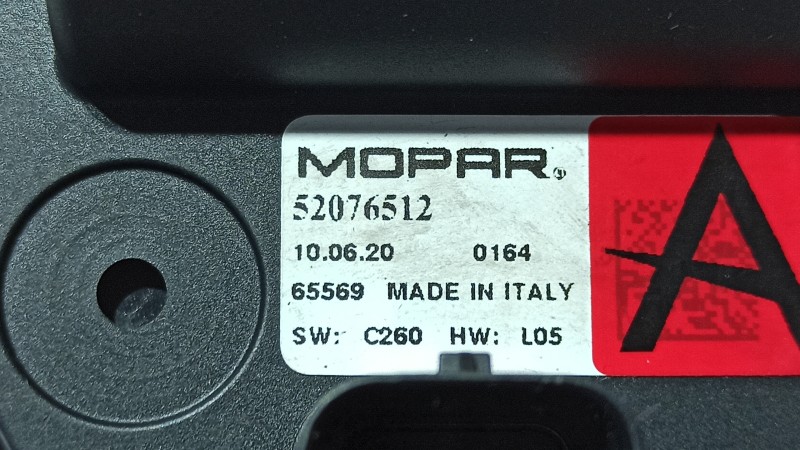 MOPAR®
52076512
10.06.20 0164
65569 MADE IN ITALY
SW: C260 HW: L05
A